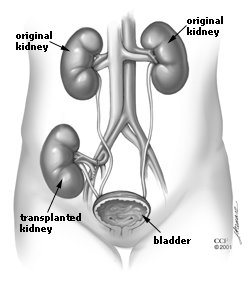 original
kidney
original
kidney
transplanted
kidney
bladder
CCF
©2001